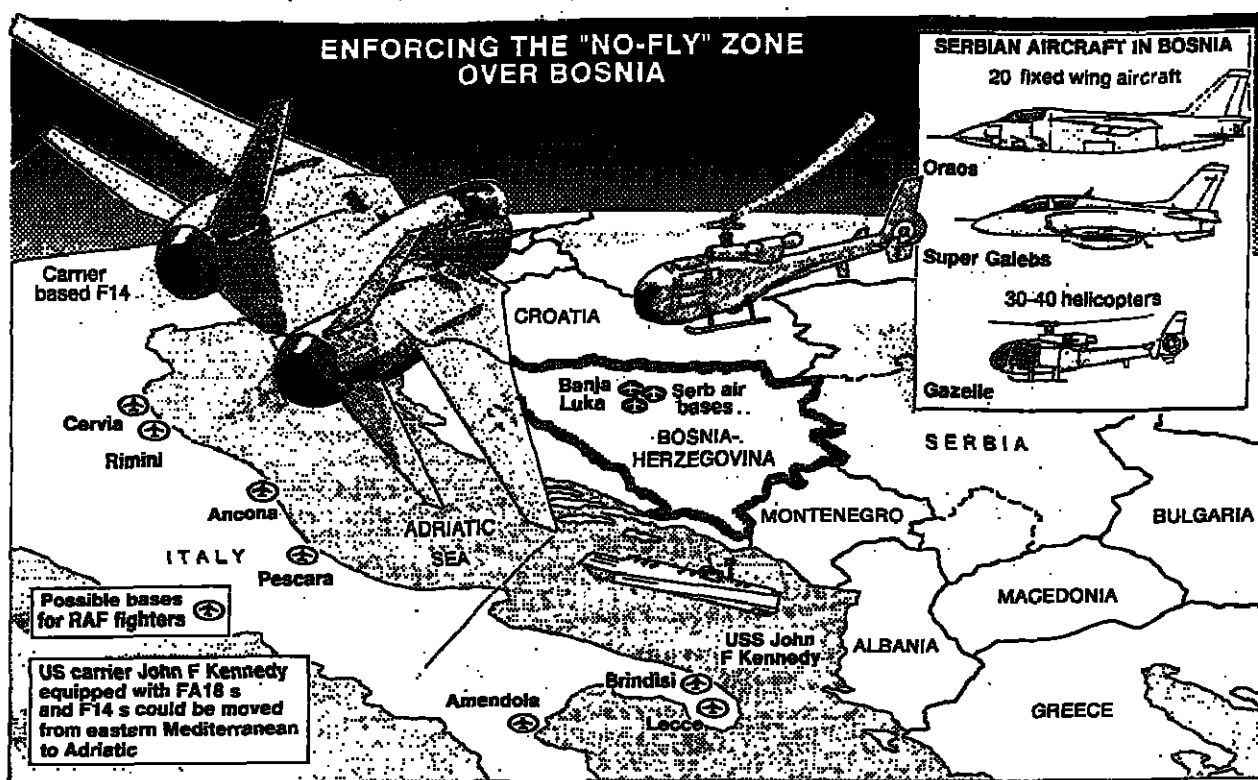 ENFORCING THE "NO-FLY" ZONE
OVER BOSNIA
SERBIAN AIRCRAFT IN BOSNIA
20 fixed wing aircraft
Oraos
Super Galebs
30-40 helicopters
Gazelle
Carrier
based F14
CROATIA
Banja
Luka
Serb air
bases
BOSNIA-
HERZEGOVINA
SERBIA
MONTENEGRO
BULGARIA
MACEDONIA
ALBANIA
GREECE
Cervia
Rimini
Ancona
ITALY
Pescara
ADRIATIC
SEA
Possible bases
for RAF fighters
USS John
F Kennedy
US carrier John F Kennedy
equipped with FA18 s
and F14 s could be moved
from eastern Mediterranean
to Adriatic
Amendola
Brindisi
Lecce